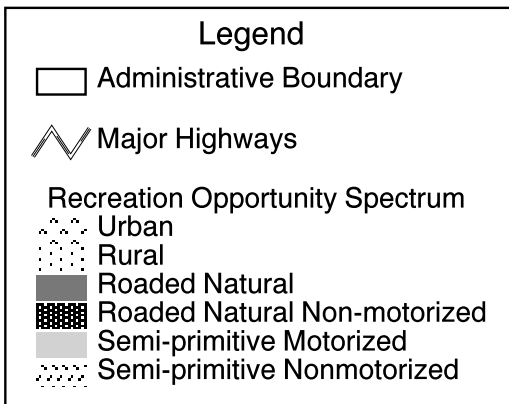 Legend
Administrative Boundary
Major Highways
Recreation Opportunity Spectrum
Urban
Rural
Roaded Natural
Roaded Natural Non-motorized
Semi-primitive Motorized
Semi-primitive Nonmotorized